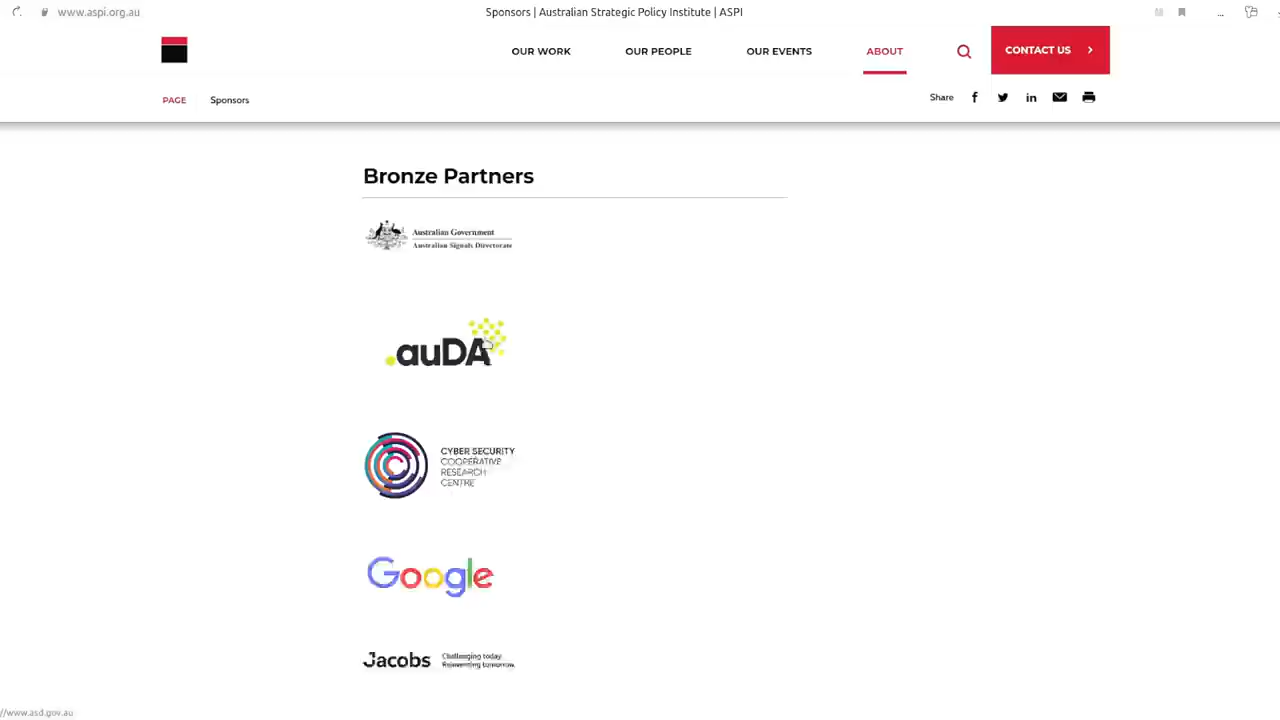 www.aspi.org.au
Sponsors | Australian Strategic Policy Institute | ASPI
...
OUR WORK
OUR PEOPLE
OUR EVENTS
ABOUT
CONTACT US
PAGE
Sponsors
Share
Bronze Partners
Australian Government
Australian Signals Directorate
.auDA
CYBER SECURITY
COOPERATIVE
RESEARCH
CENTRE
Google
Jacobs
Challenging today.
Reinventing tomorrow.
//www.asd.gov.au